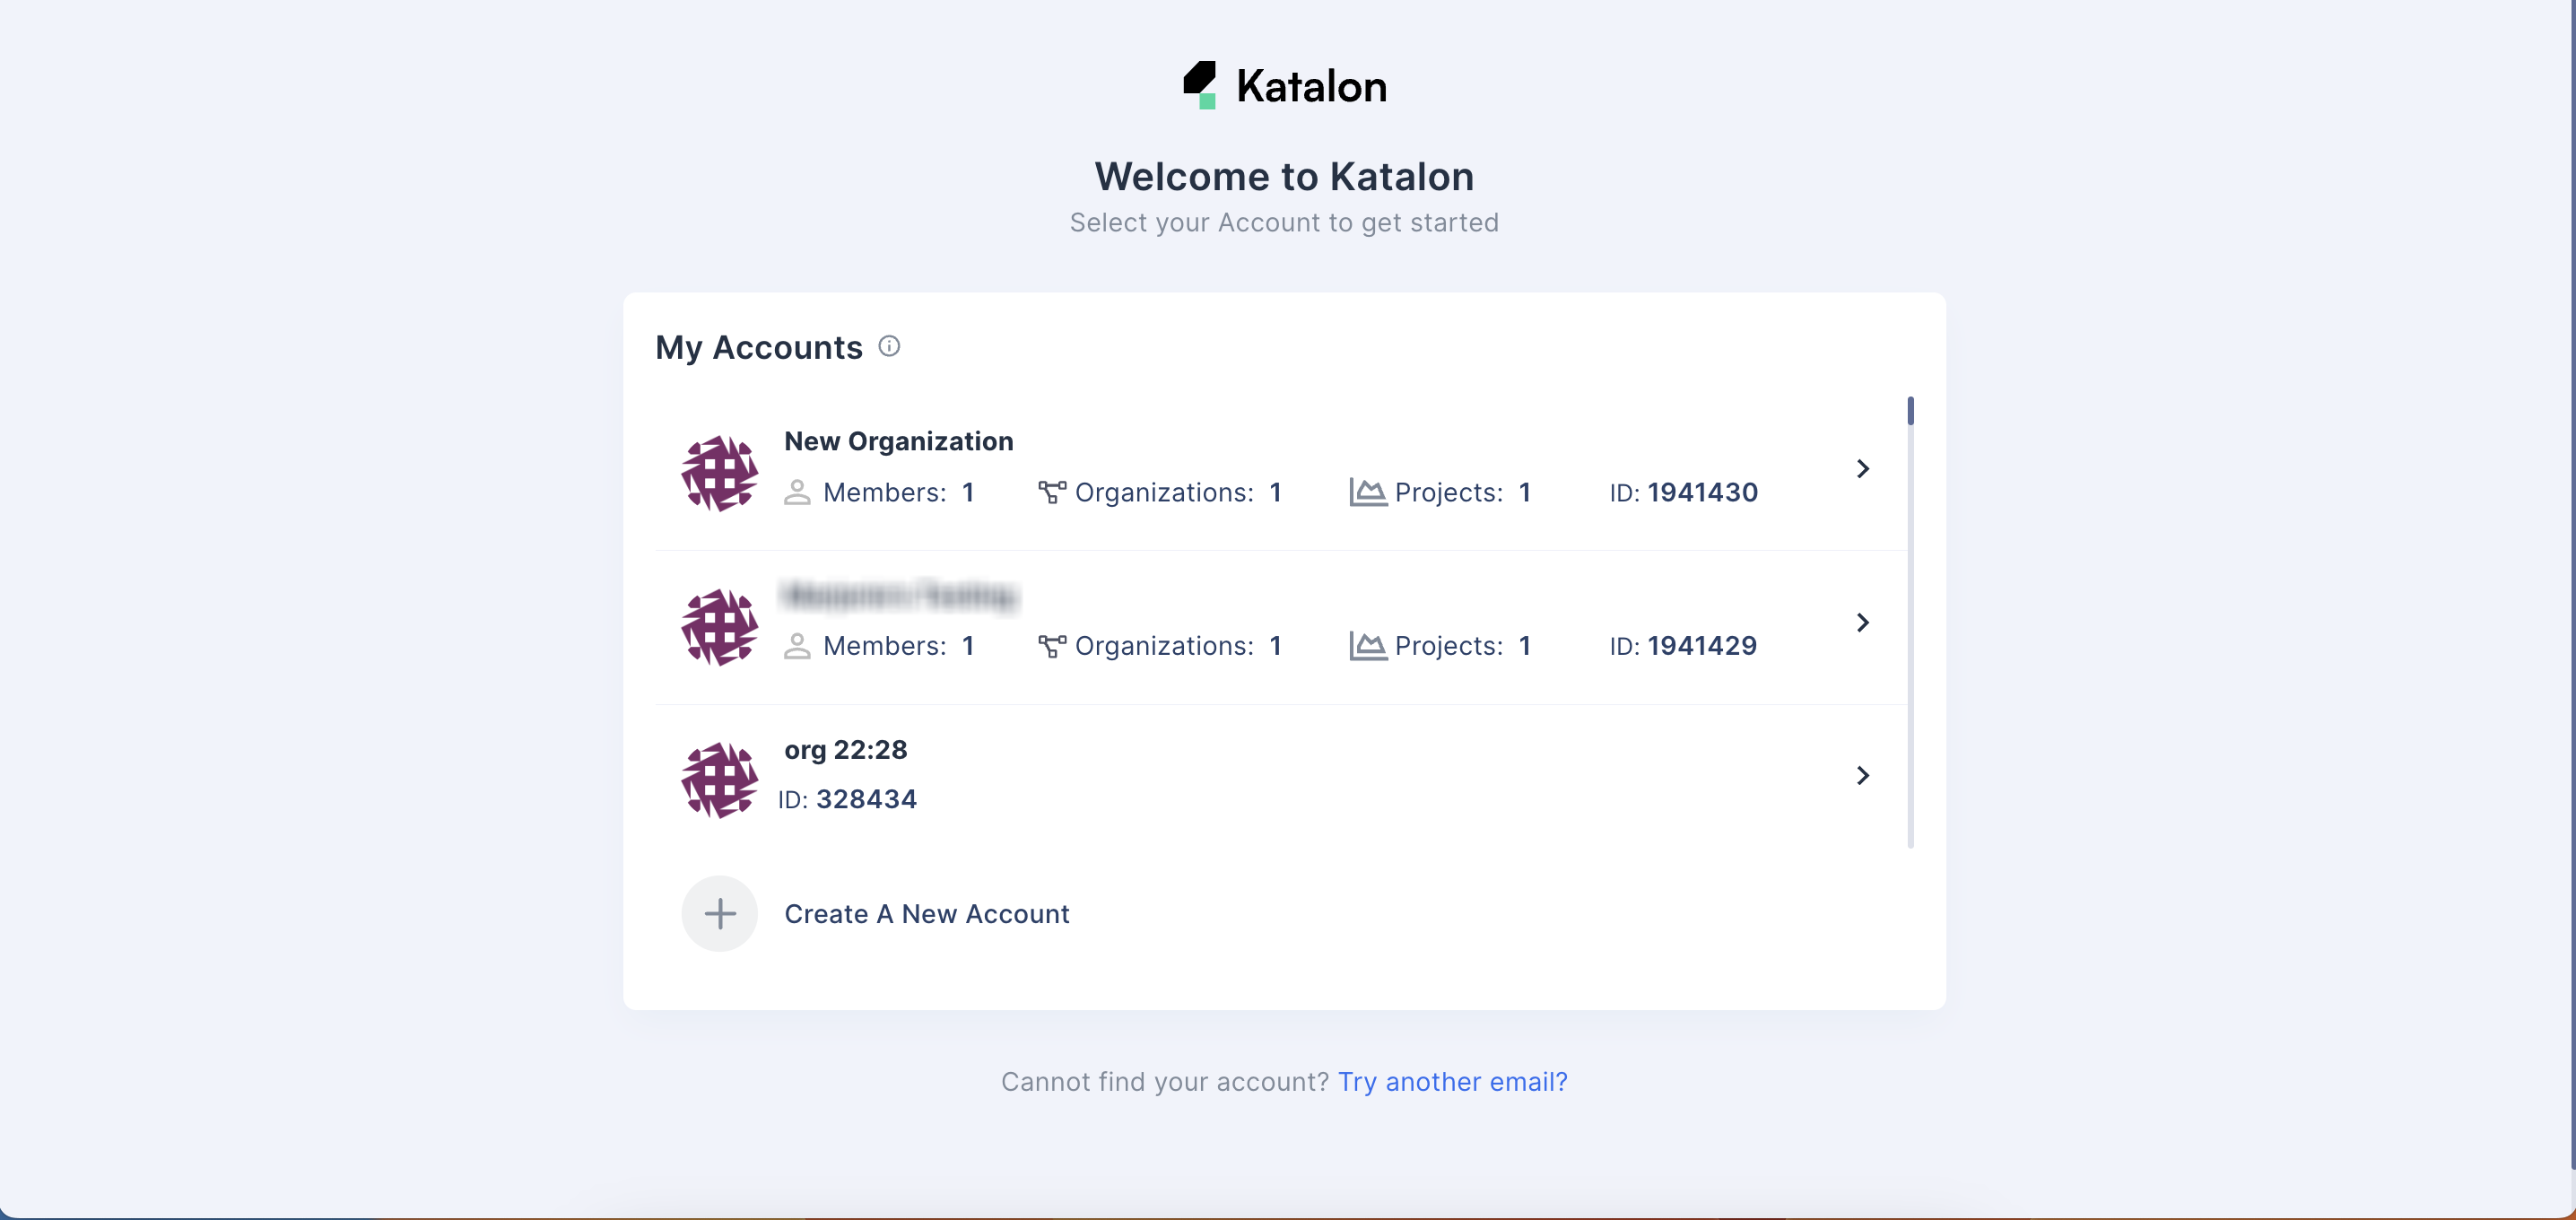 Katalon
Welcome to Katalon
Select your Account to get started
My Accounts
New Organization
Members: 1 Organizations: 1 Projects: 1 ID: 1941430
Members: 1 Organizations: 1 Projects: 1 ID: 1941429
org 22:28
ID: 328434
Create A New Account
Cannot find your account? Try another email?